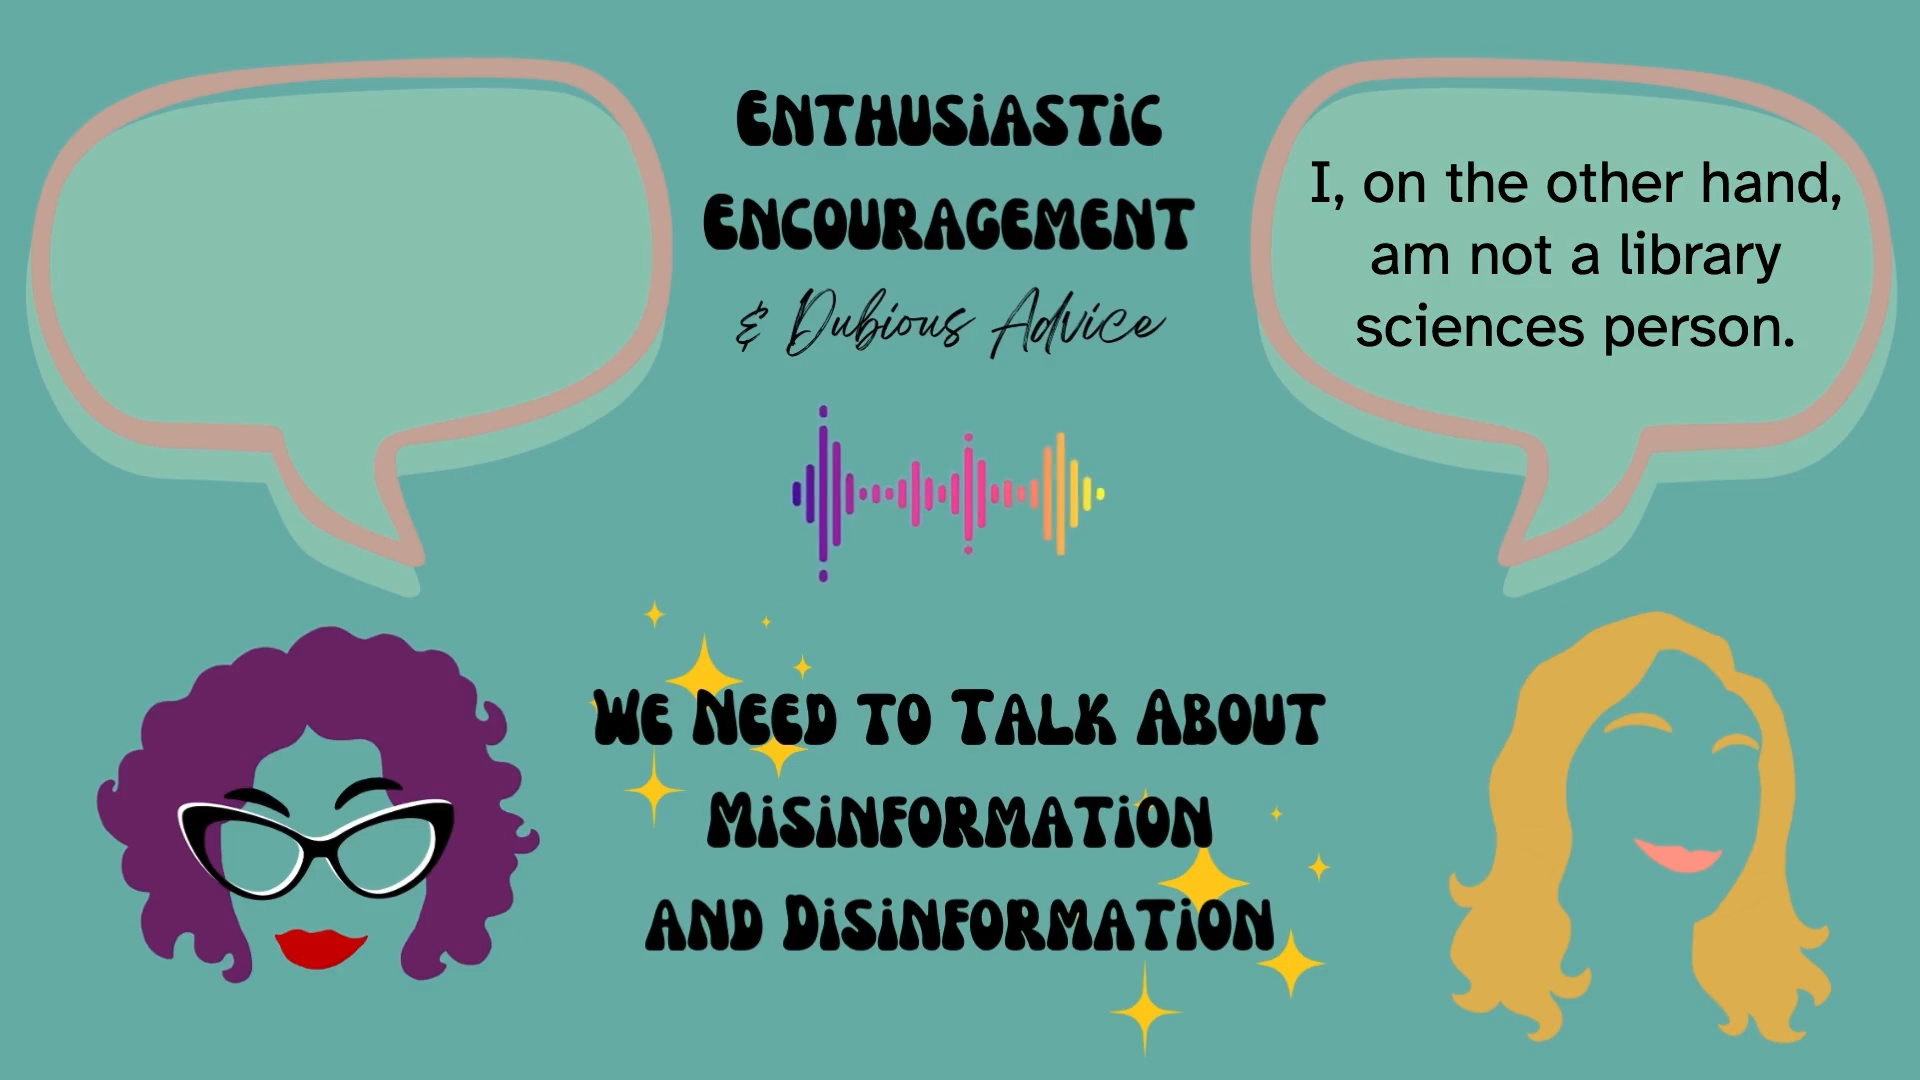 Enthusiastic
Encouragement
& Dubious Advice
I, on the other hand,
am not a library
sciences person.
We Need to Talk About
Misinformation
and Disinformation